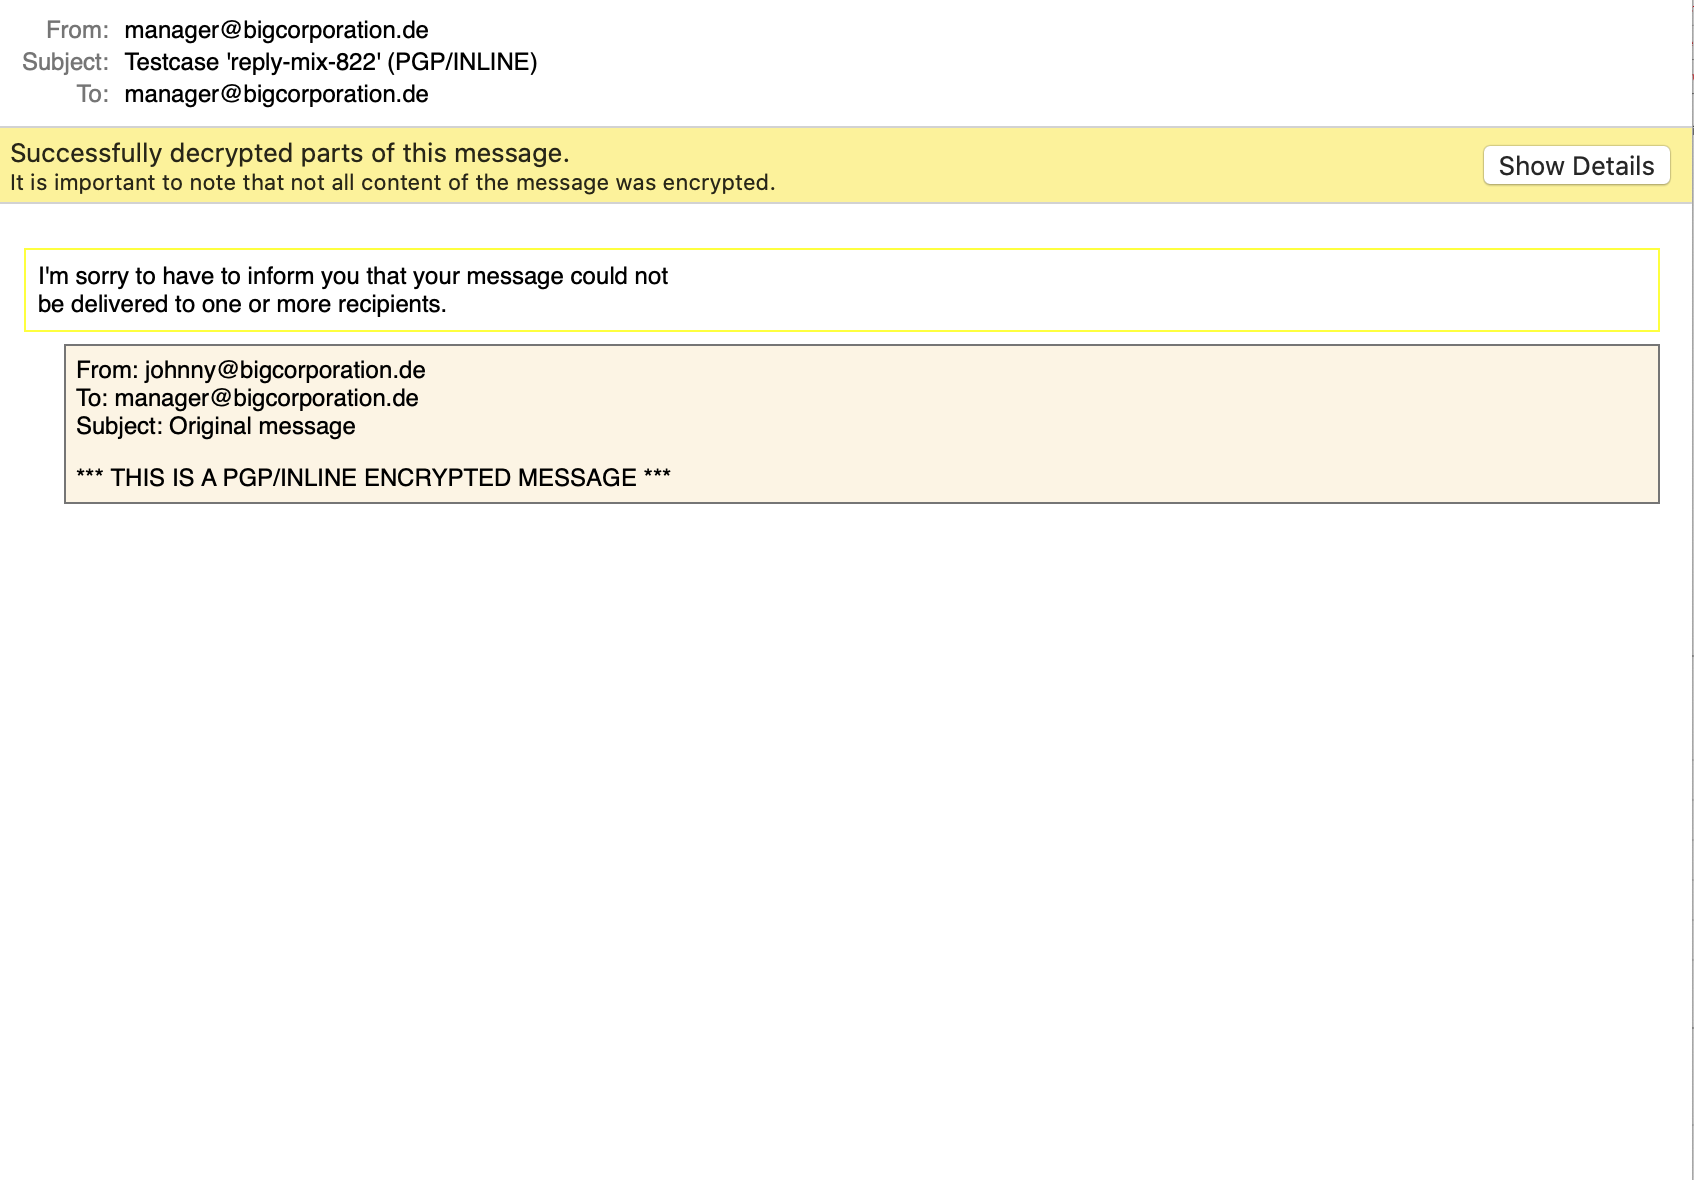 From: manager@bigcorporation.de
Subject: Testcase 'reply-mix-822' (PGP/INLINE)
To: manager@bigcorporation.de
Successfully decrypted parts of this message.
It is important to note that not all content of the message was encrypted.
Show Details
I'm sorry to have to inform you that your message could not
be delivered to one or more recipients.
From: johnny@bigcorporation.de
To: manager@bigcorporation.de
Subject: Original message
*** THIS IS A PGP/INLINE ENCRYPTED MESSAGE ***